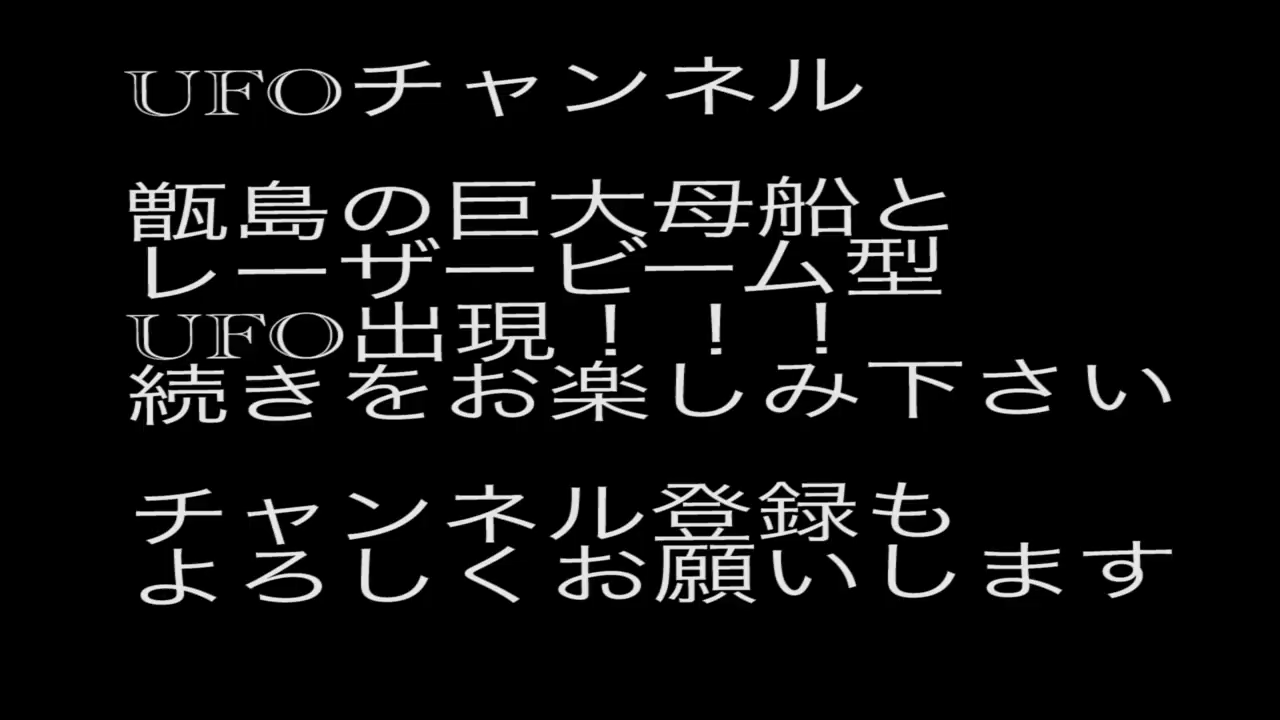 UFOチャンネル
甑島の巨大母船と
レーザービーム型
UFO出現！！！
続きをお楽しみ下さい
チャンネル登録も
よろしくお願いします